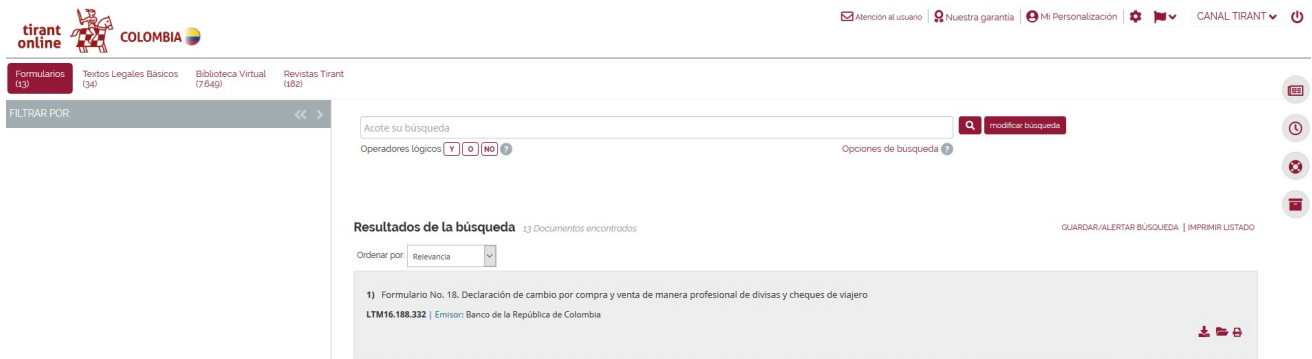 Atención al usuario | Nuestra garantía | Mi Personalización | CANAL TIRANT
tirant
online
COLOMBIA
Formularios
(13)
Textos Legales Básicos
(34)
Biblioteca Virtual
(7.649)
Revistas Tirant
(182)
FILTRAR POR:
Acote su búsqueda
modificar búsqueda
Operadores lógicos Y O NO ?
Opciones de búsqueda ?
Resultados de la búsqueda 13 Documentos encontrados
GUARDAR/ALERTAR BÚSQUEDA | IMPRIMIR LISTADO
Ordenar por: Relevancia
1) Formulario No. 18. Declaración de cambio por compra y venta de manera profesional de divisas y cheques de viajero
LTM16.188.332 | Emisor: Banco de la República de Colombia